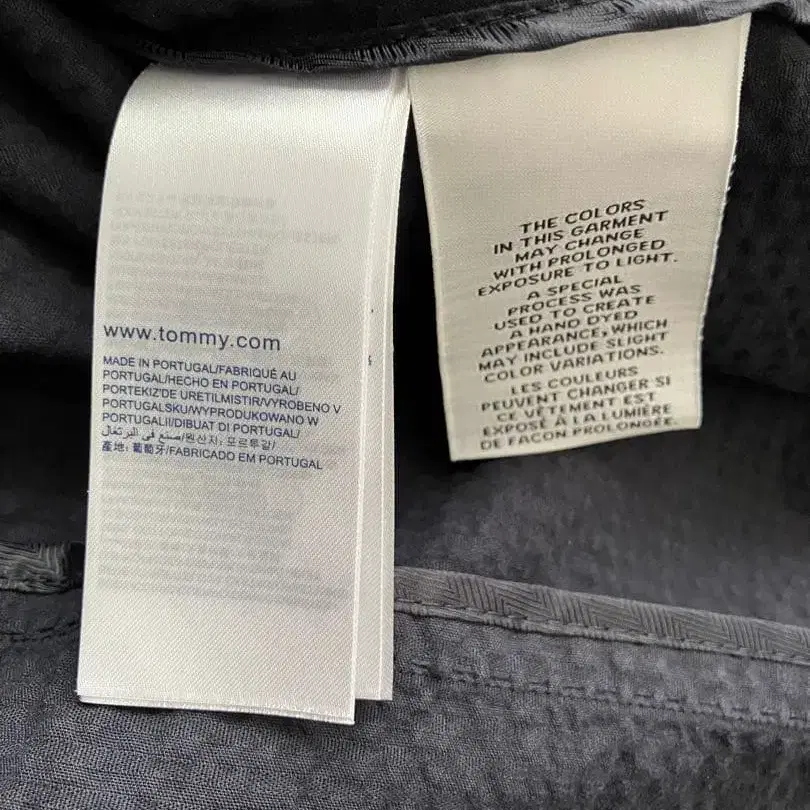 www.tommy.com
MADE IN PORTUGAL/FABRIQUÉ AU
PORTUGAL/HECHO EN PORTUGAL/
PORTEKIZ'DE ÜRETILMISTIR/VYROBENO V
PORTUGALSKU/WYPRODUKOWANO W
PORTUGALII/DIBUAT DI PORTUGAL/
صنع في البرتغال/원산지: 포르투갈/
產地: 葡萄牙/FABRICADO EM PORTUGAL
THE COLORS
IN THIS GARMENT
MAY CHANGE
WITH PROLONGED
EXPOSURE TO LIGHT.
A SPECIAL
PROCESS WAS
USED TO CREATE
A HAND DYED
APPEARANCE, WHICH
MAY INCLUDE SLIGHT
COLOR VARIATIONS.
LES COULEURS
PEUVENT CHANGER SI
CE VÊTEMENT EST
EXPOSÉ À LA LUMIÈRE
DE FAÇON PROLONGÉE.